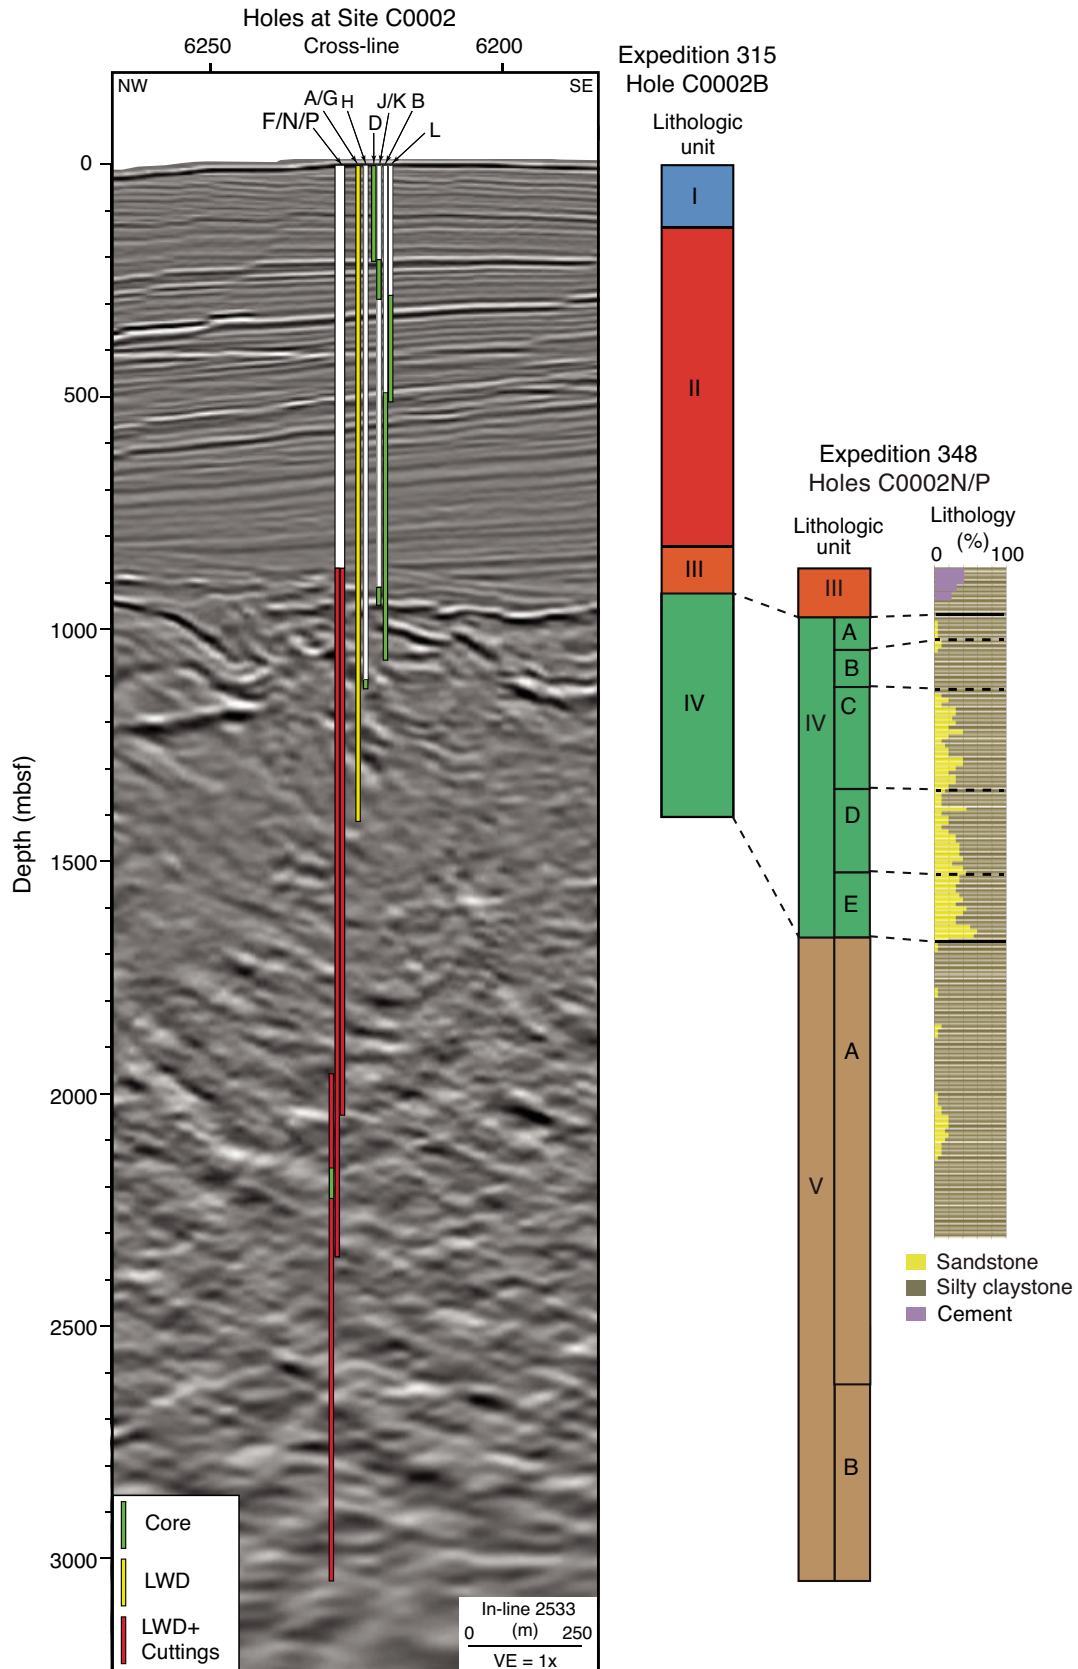 Holes at Site C0002
6250 Cross-line 6200
NW SE
A/G H J/K B
F/N/P D L
0
500
1000
1500
2000
2500
3000
Depth (mbsf)
Core
LWD
LWD+
Cuttings
In-line 2533
0 (m) 250
VE = 1x
Expedition 315
Hole C0002B
Lithologic
unit
I
II
III
IV
Expedition 348
Holes C0002N/P
Lithologic
unit
III
IV
A
B
C
D
E
V
A
B
Lithology
(%)
0 100
Sandstone
Silty claystone
Cement